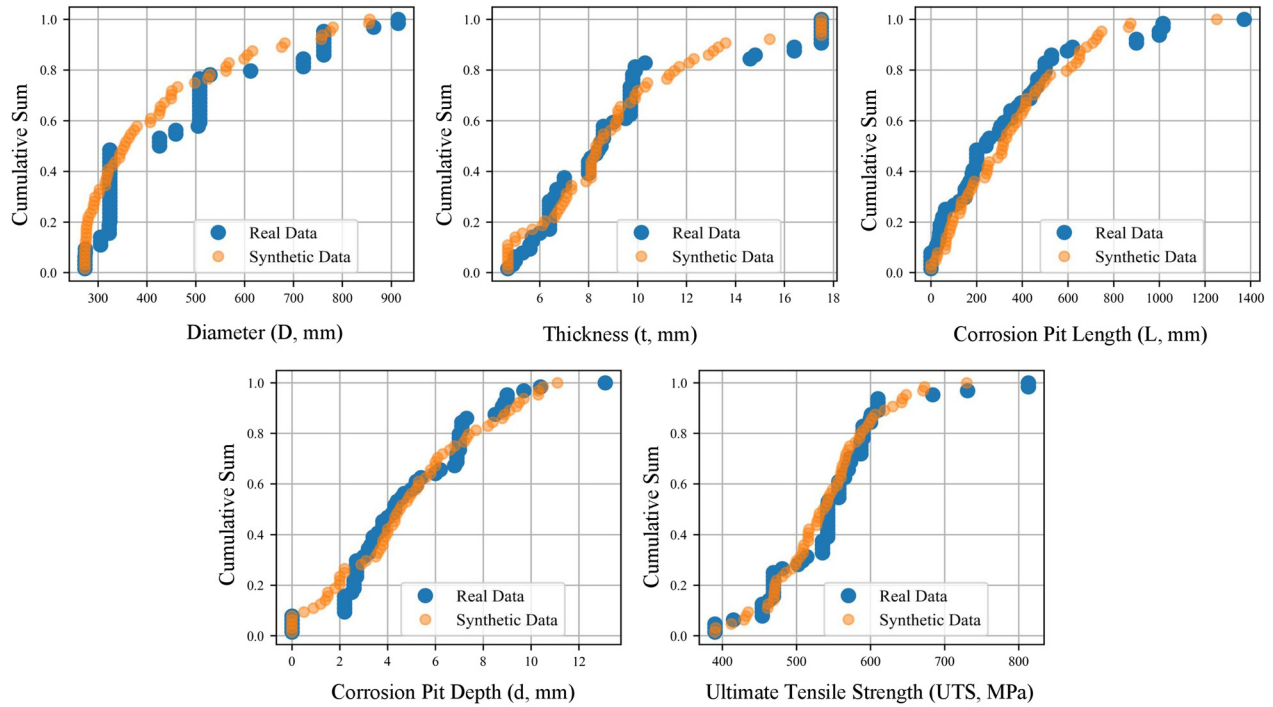 Cumulative Sum
1.0
0.8
0.6
0.4
0.2
0.0
Real Data
Synthetic Data
300 400 500 600 700 800 900
Diameter (D, mm)
Cumulative Sum
1.0
0.8
0.6
0.4
0.2
0.0
Real Data
Synthetic Data
6 8 10 12 14 16 18
Thickness (t, mm)
Cumulative Sum
1.0
0.8
0.6
0.4
0.2
0.0
Real Data
Synthetic Data
0 200 400 600 800 1000 1200 1400
Corrosion Pit Length (L, mm)
Cumulative Sum
1.0
0.8
0.6
0.4
0.2
0.0
Real Data
Synthetic Data
0 2 4 6 8 10 12
Corrosion Pit Depth (d, mm)
Cumulative Sum
1.0
0.8
0.6
0.4
0.2
0.0
Real Data
Synthetic Data
400 500 600 700 800
Ultimate Tensile Strength (UTS, MPa)